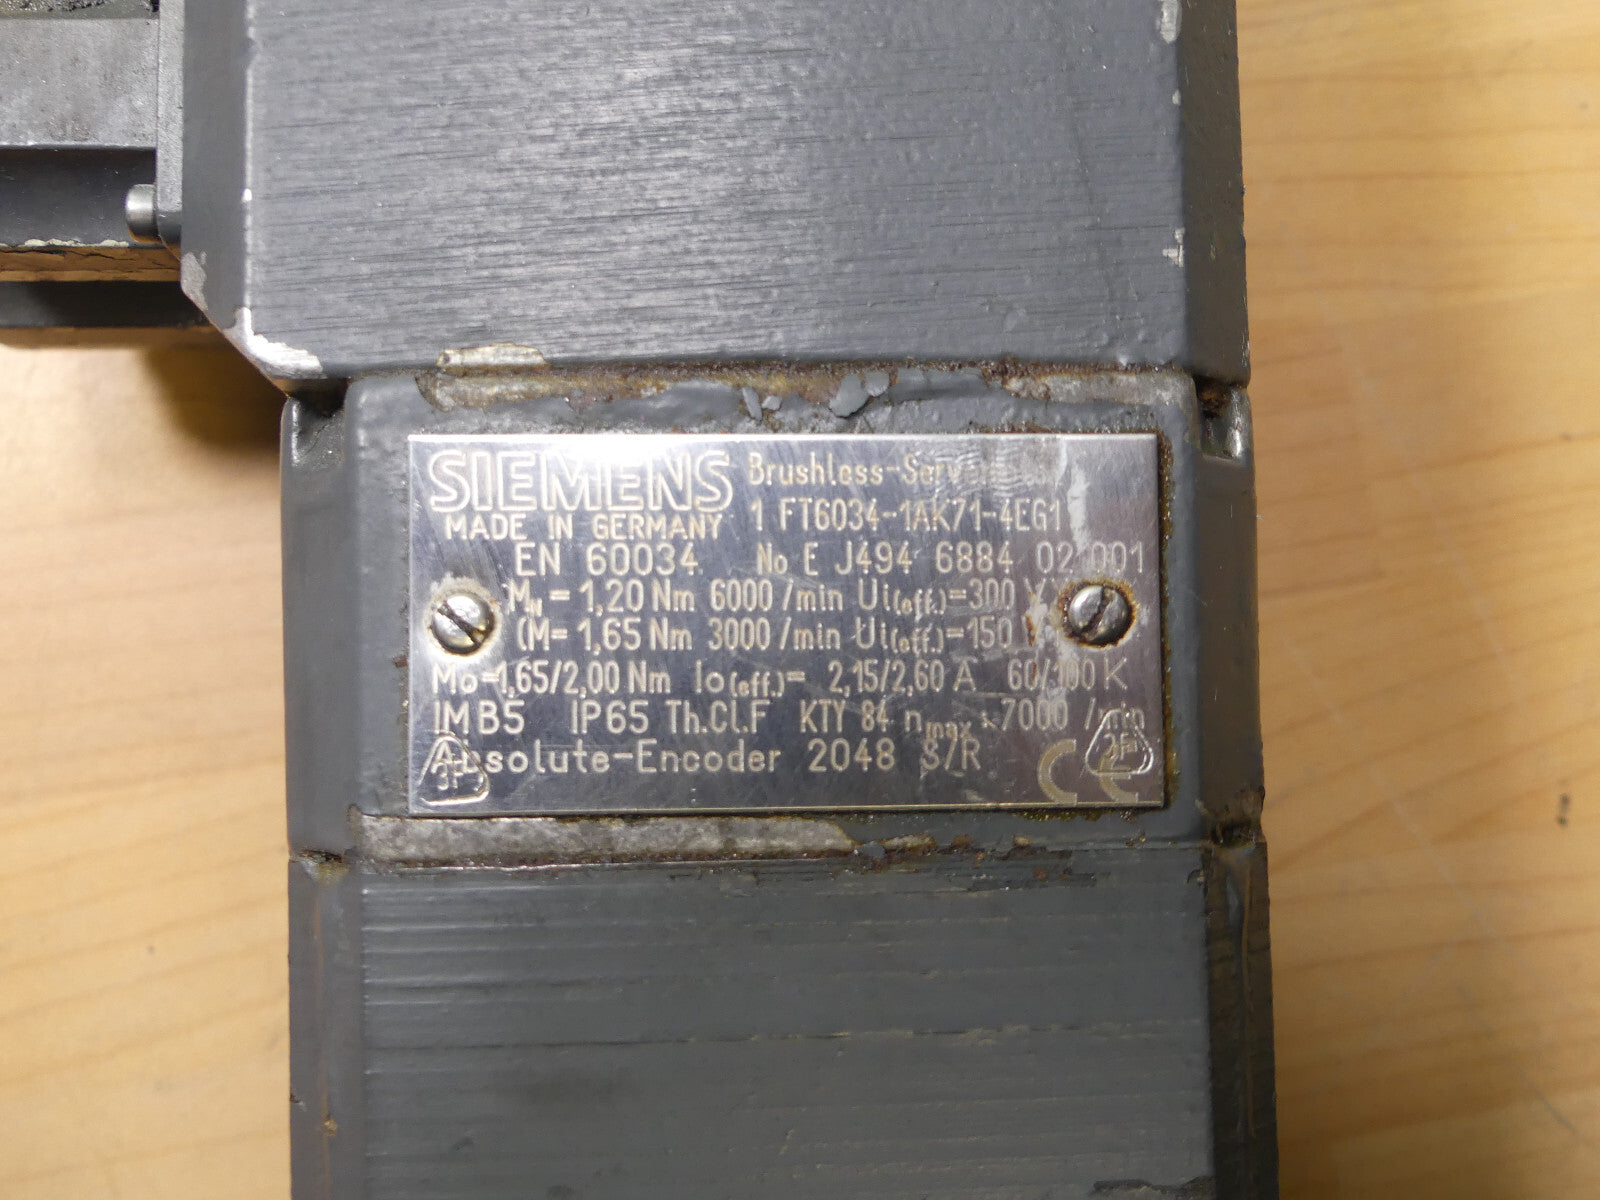 SIEMENS
MADE IN GERMANY
Brushless-
1 FT6034-1AK71-4EG1
EN 60034 No E J494 6884 02 001
MN = 1,20 Nm 6000 /min Ui(eff.)=300 V
(M= 1,65 Nm 3000 /min Ui(eff.)=150
Mo=1,65/2,00 Nm Io(eff.)= 2,15/2,60 A 60/100 K
IM B5 IP65 Th.Cl.F KTY 84 nmax. 7000 /min
Absolute-Encoder 2048 S/R
CE